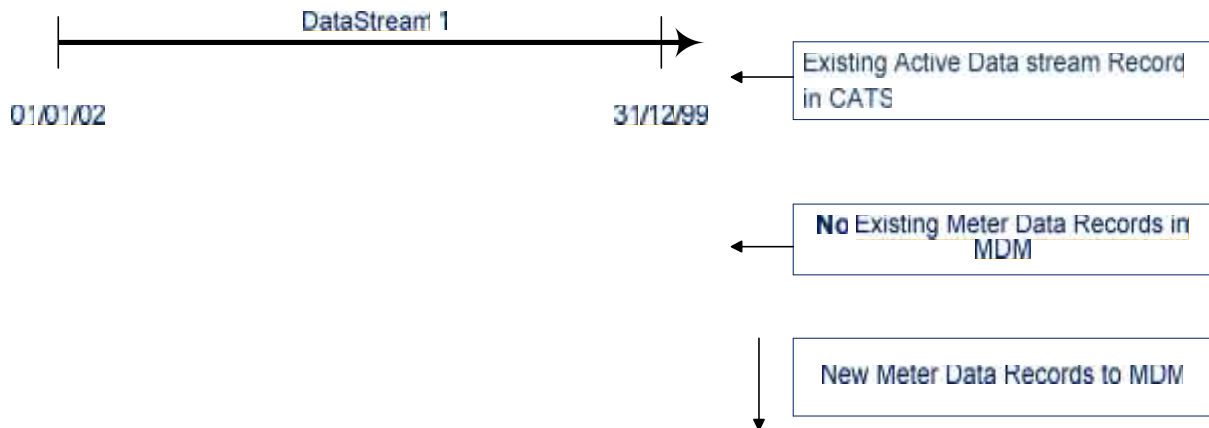 DataStream 1
01/01/02
31/12/99
Existing Active Data stream Record
in CATS
No Existing Meter Data Records in
MDM
New Meter Data Records to MDM